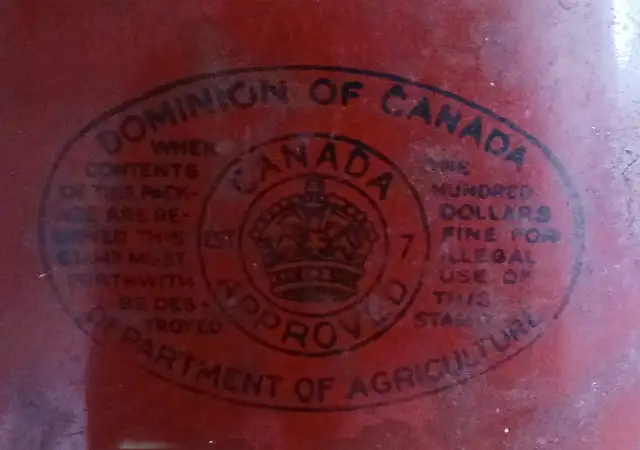 DOMINION OF CANADA
WHEN
CONTENTS
OF THIS PACK-
AGE ARE RE-
MOVED THIS
STAMP MUST
FORTHWITH
BE DES-
TROYED
CANADA
EST 7
APPROVED
ONE
HUNDRED
DOLLARS
FINE FOR
ILLEGAL
USE OF
THIS
STAMP
DEPARTMENT OF AGRICULTURE